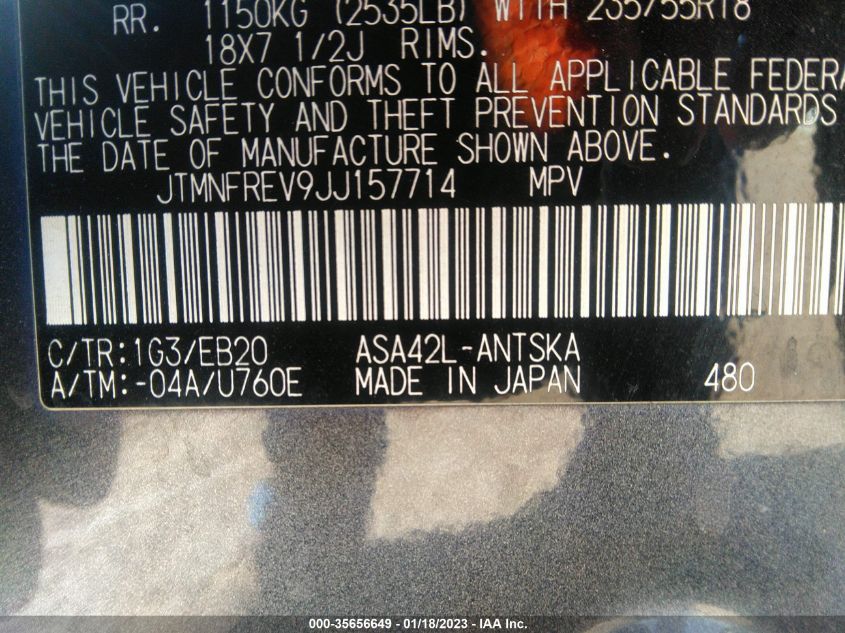 RR. 1150KG (2535LB) WITH 235/55R18
18X7 1/2J RIMS.
THIS VEHICLE CONFORMS TO ALL APPLICABLE FEDERA
VEHICLE SAFETY AND THEFT PREVENTION STANDARDS
THE DATE OF MANUFACTURE SHOWN ABOVE.
JTMNFREV9JJ157714 MPV
C/TR:1G3/EB20 ASA42L-ANTSKA
A/TM:-04A/U760E MADE IN JAPAN 480
000-35656649 - 01/18/2023 - IAA Inc.